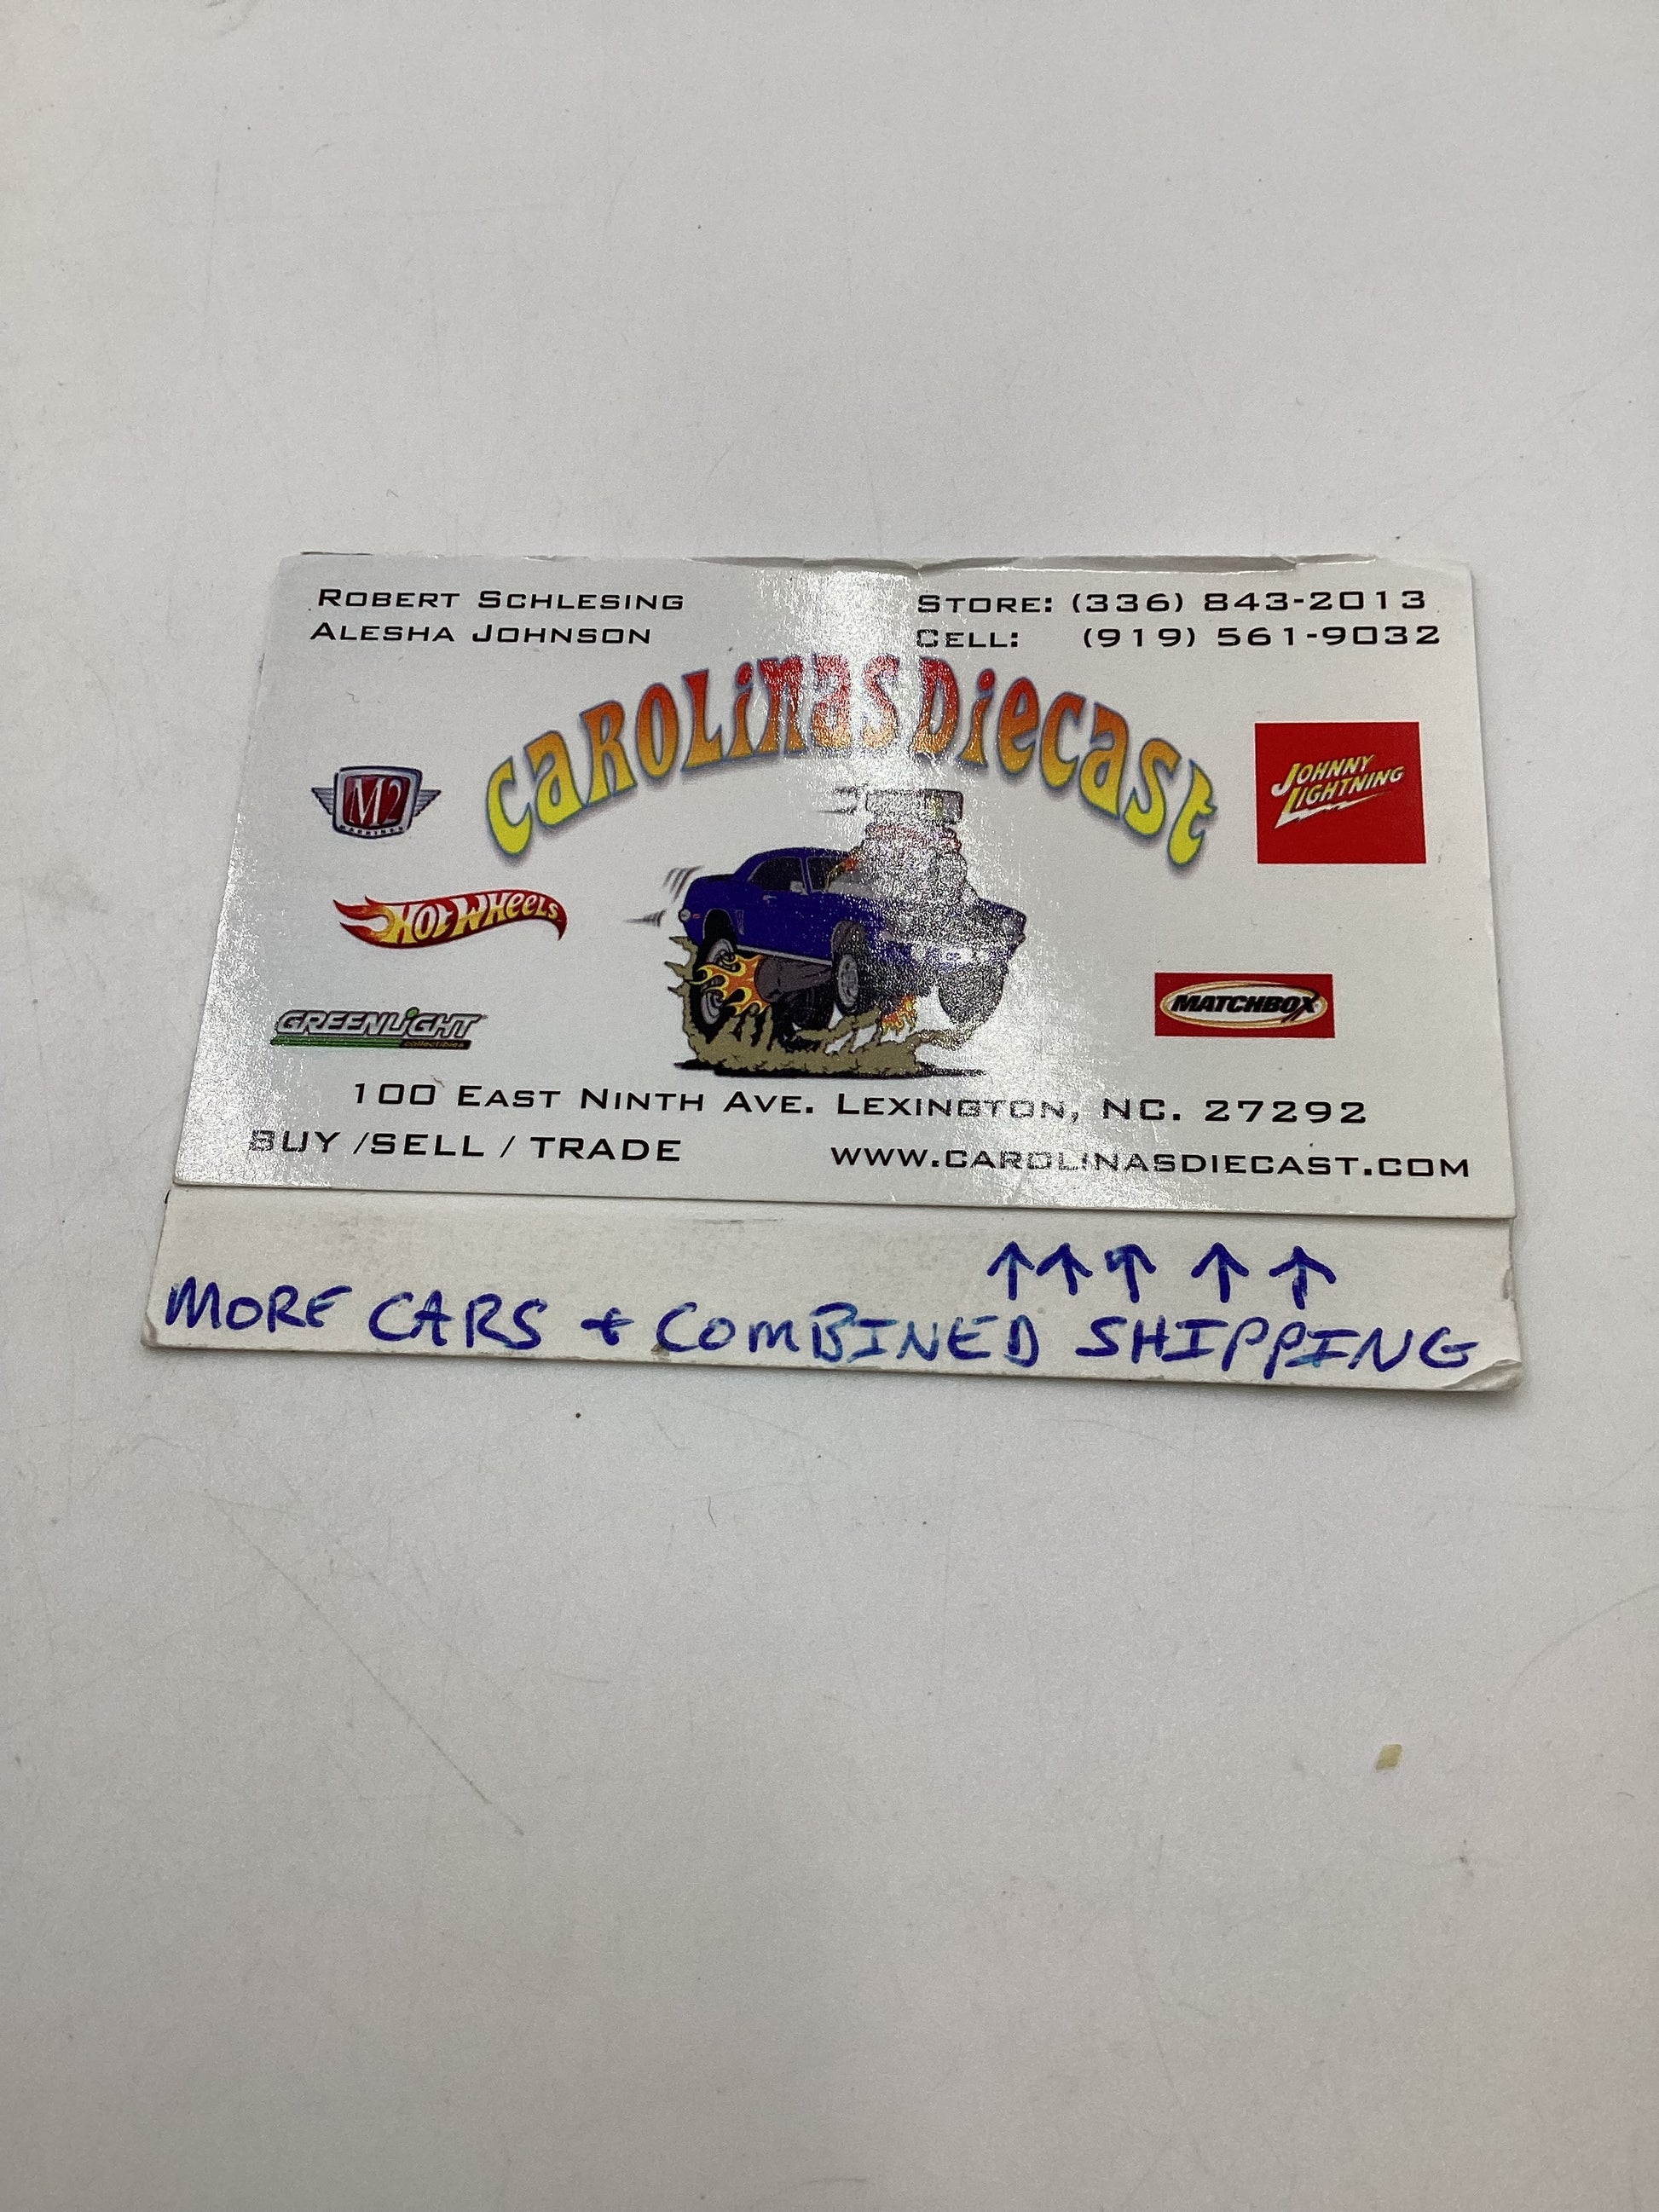 ROBERT SCHLESING
STORE: (336) 843-2013
ALESHA JOHNSON
CELL: (919) 561-9032
CAROLINAS DIECAST
M2
MACHINES
JOHNNY
LIGHTNING
HOT WHEELS
MATCHBOX
GREENLIGHT
collectibles
100 EAST NINTH AVE. LEXINGTON, NC. 27292
BUY /SELL / TRADE
WWW.CAROLINASDIECAST.COM
↑↑↑ ↑ ↑
MORE CARS + COMBINED SHIPPING